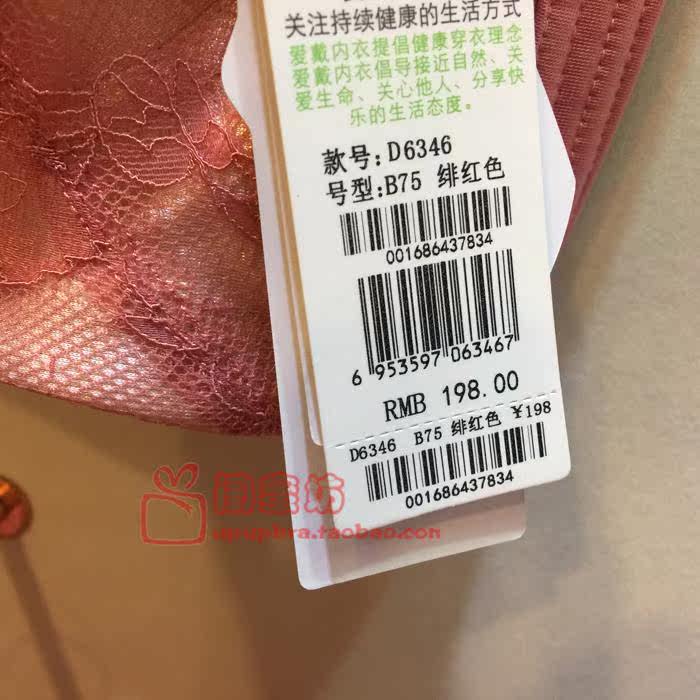 关注持续健康的生活方式
爱戴内衣提倡健康穿衣理念
爱戴内衣倡导接近自然、关
爱生命、关心他人、分享快
乐的生活态度。
款号:D6346
号型:B75 绯红色
001686437834
6 953597 063467
RMB 198.00
D6346 B75 绯红色 ¥198
001686437834
upupbra.taobao.com